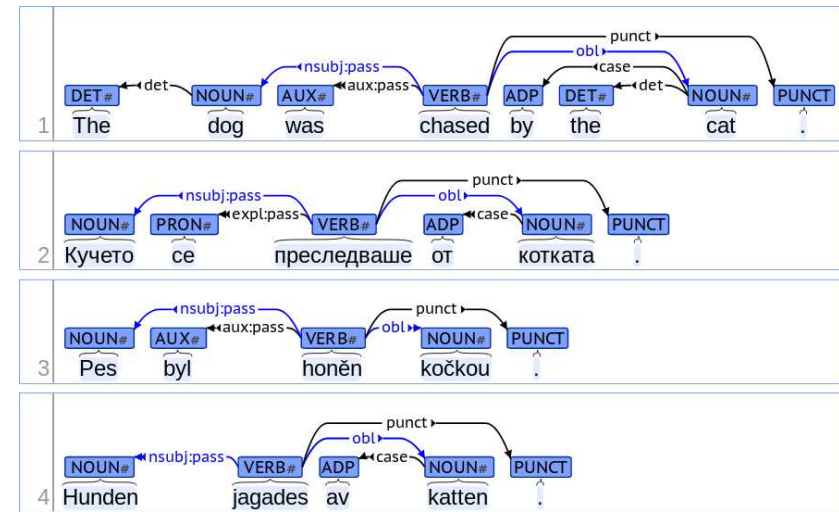 punct
obl
nsubj:pass case
det aux:pass det
DET# NOUN# AUX# VERB# ADP DET# NOUN# PUNCT
1 The dog was chased by the cat .
punct
nsubj:pass obl
expl:pass case
NOUN# PRON# VERB# ADP NOUN# PUNCT
2 Кучето се преследваше от котката .
nsubj:pass punct
aux:pass obl
NOUN# AUX# VERB# NOUN# PUNCT
3 Pes byl honěn kočkou .
punct
obl
nsubj:pass case
NOUN# VERB# ADP NOUN# PUNCT
4 Hunden jagades av katten .